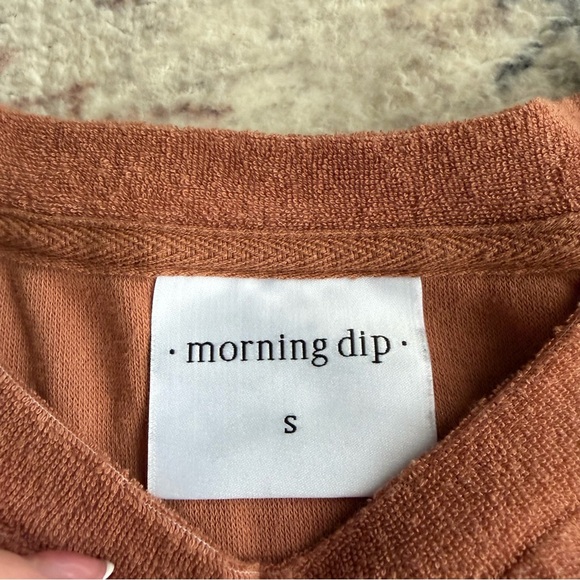 · morning dip ·
S